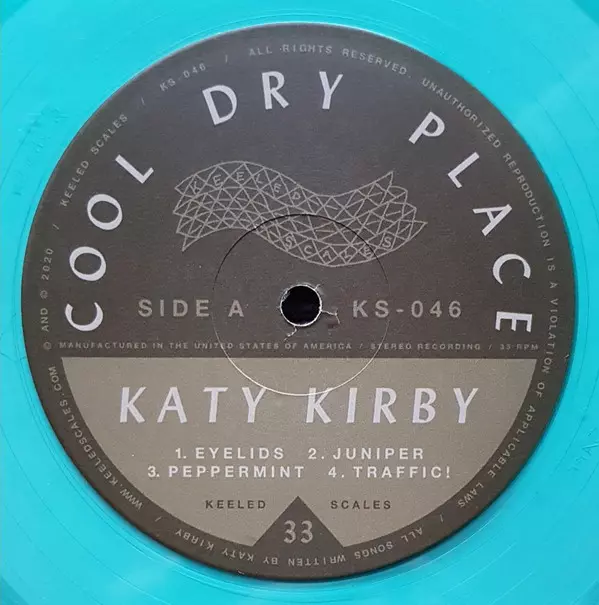 COOL DRY PLACE
© AND © 2020 / KEELED SCALES / KS-046 / ALL RIGHTS RESERVED. UNAUTHORIZED REPRODUCTION IS A VIOLATION OF APPLICABLE LAWS / ALL SONGS WRITTEN BY KATY KIRBY / WWW.KEELEDSCALES.COM
KEELED
SCALES
SIDE A KS-046
MANUFACTURED IN THE UNITED STATES OF AMERICA / STEREO RECORDING / 33 RPM
KATY KIRBY
1. EYELIDS 2. JUNIPER
3. PEPPERMINT 4. TRAFFIC!
KEELED SCALES
33